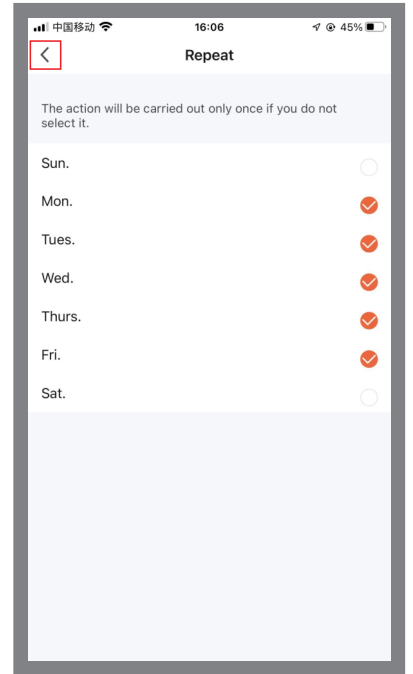 中国移动 16:06 45%
Repeat
The action will be carried out only once if you do not
select it.
Sun.
Mon.
Tues.
Wed.
Thurs.
Fri.
Sat.